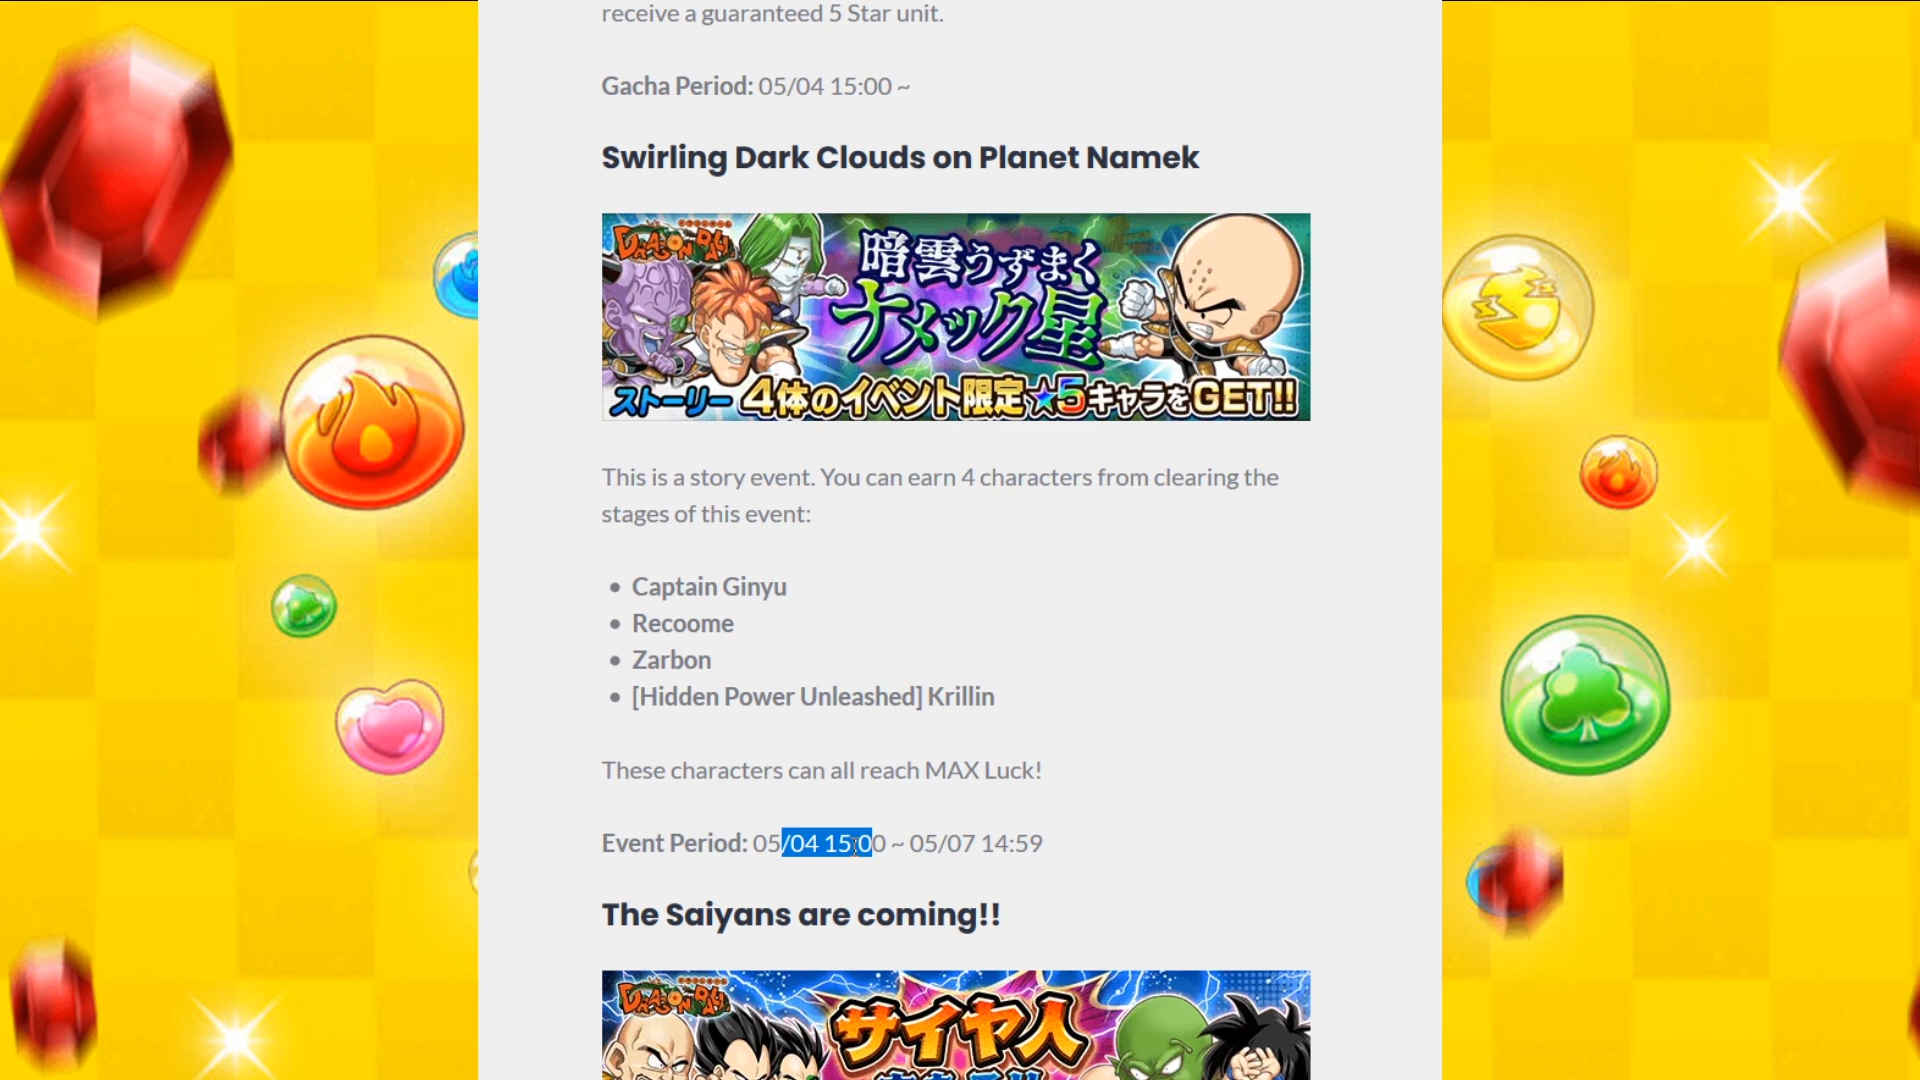 receive a guaranteed 5 Star unit.
Gacha Period: 05/04 15:00 ~
Swirling Dark Clouds on Planet Namek
DRAGON BALL
暗雲うずまく
ナメック星
ストーリー 4体のイベント限定★5キャラをGET!!
This is a story event. You can earn 4 characters from clearing the
stages of this event:
• Captain Ginyu
• Recoome
• Zarbon
• [Hidden Power Unleashed] Krillin
These characters can all reach MAX Luck!
Event Period: 05/04 15:00 ~ 05/07 14:59
The Saiyans are coming!!
DRAGON BALL
サイヤ人